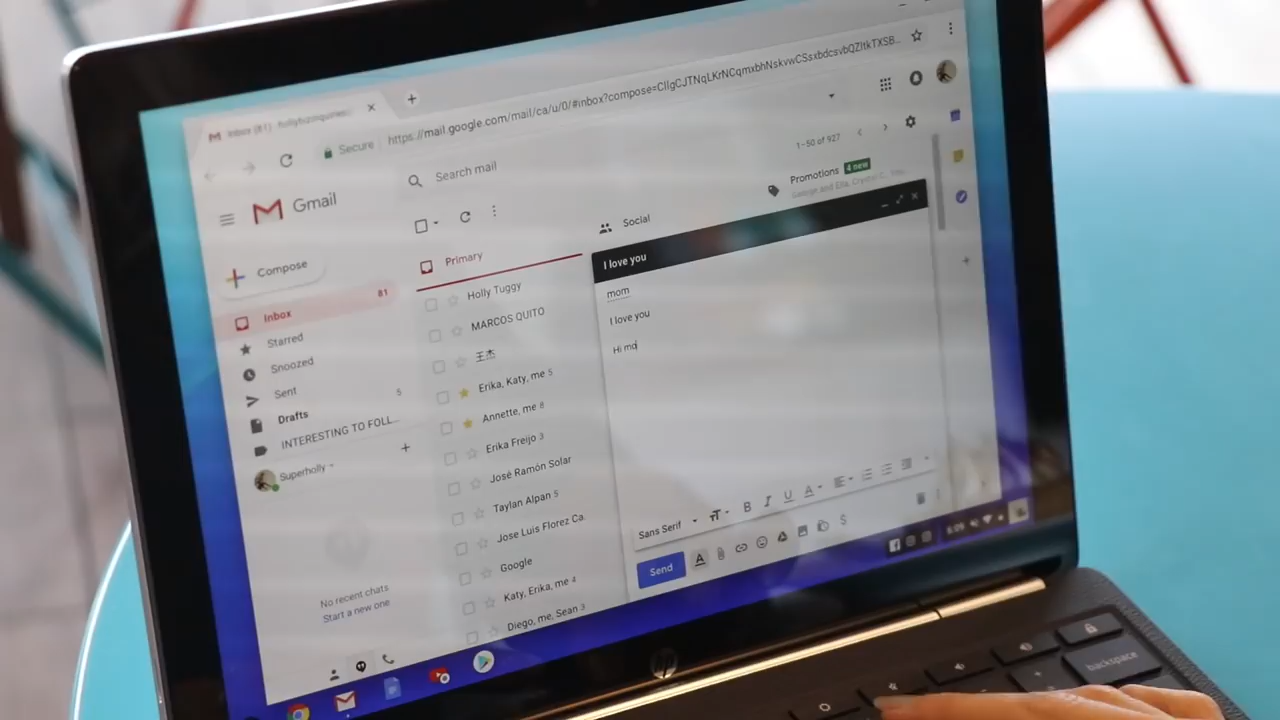 Inbox (81)
Secure
https://mail.google.com/mail/ca/u/0/#inbox?compose=
Gmail
Search mail
1-50 of 927
Compose
Primary
Social
Promotions 4 new
Inbox 81
Starred
Snoozed
Sent
Drafts 5
INTERESTING TO FOLL...
Superholly
No recent chats
Start a new one
Holly Tuggy
MARCOS QUITO
王杰
Erika, Katy, me 5
Annette, me 8
Erika Freijo 3
José Ramón Solar
Taylan Alpan 5
Jose Luis Florez Ca.
Google
Katy, Erika, me 4
Diego, me, Sean 3
I love you
mom
I love you
Hi mo
Sans Serif
Send
6:09
hp
backspace